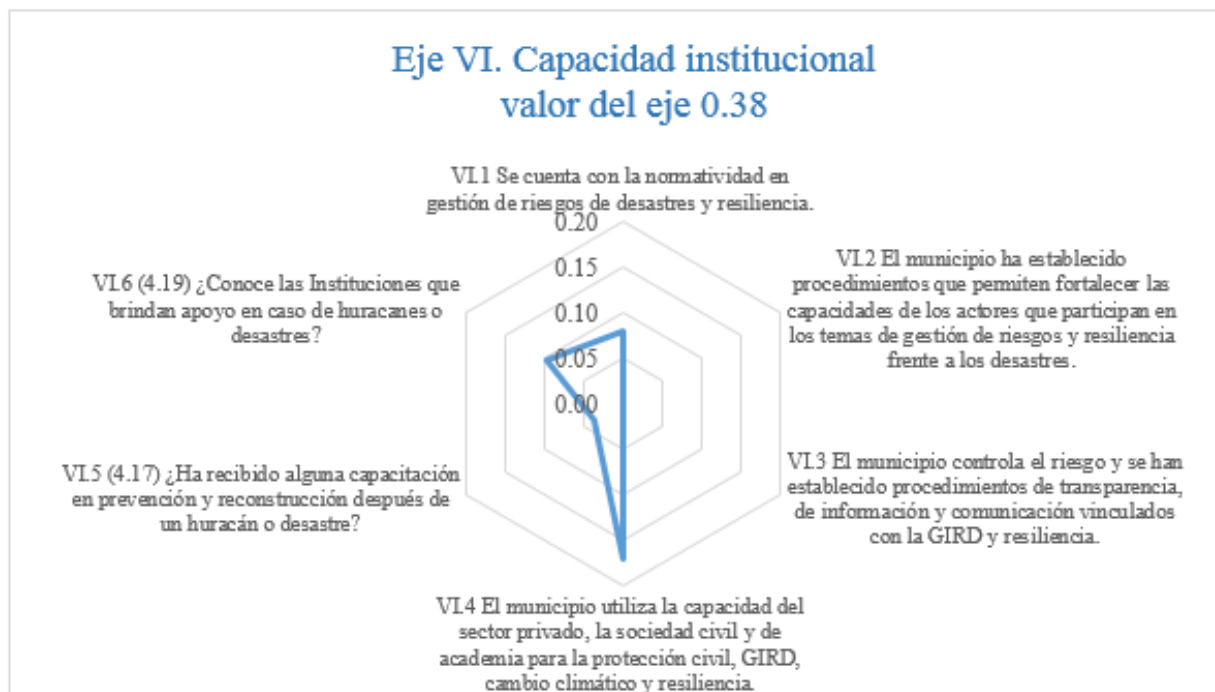 Eje VI. Capacidad institucional
valor del eje 0.38
VI.1 Se cuenta con la normatividad en
gestión de riesgos de desastres y resiliencia.
0.20
0.15
0.10
0.05
0.00
VI.2 El municipio ha establecido
procedimientos que permiten fortalecer las
capacidades de los actores que participan en
los temas de gestión de riesgos y resiliencia
frente a los desastres.
VI.3 El municipio controla el riesgo y se han
establecido procedimientos de transparencia,
de información y comunicación vinculados
con la GIRD y resiliencia.
VI.4 El municipio utiliza la capacidad del
sector privado, la sociedad civil y de
academia para la protección civil, GIRD,
cambio climático y resiliencia.
VI.5 (4.17) ¿Ha recibido alguna capacitación
en prevención y reconstrucción después de
un huracán o desastre?
VI.6 (4.19) ¿Conoce las Instituciones que
brindan apoyo en caso de huracanes o
desastres?